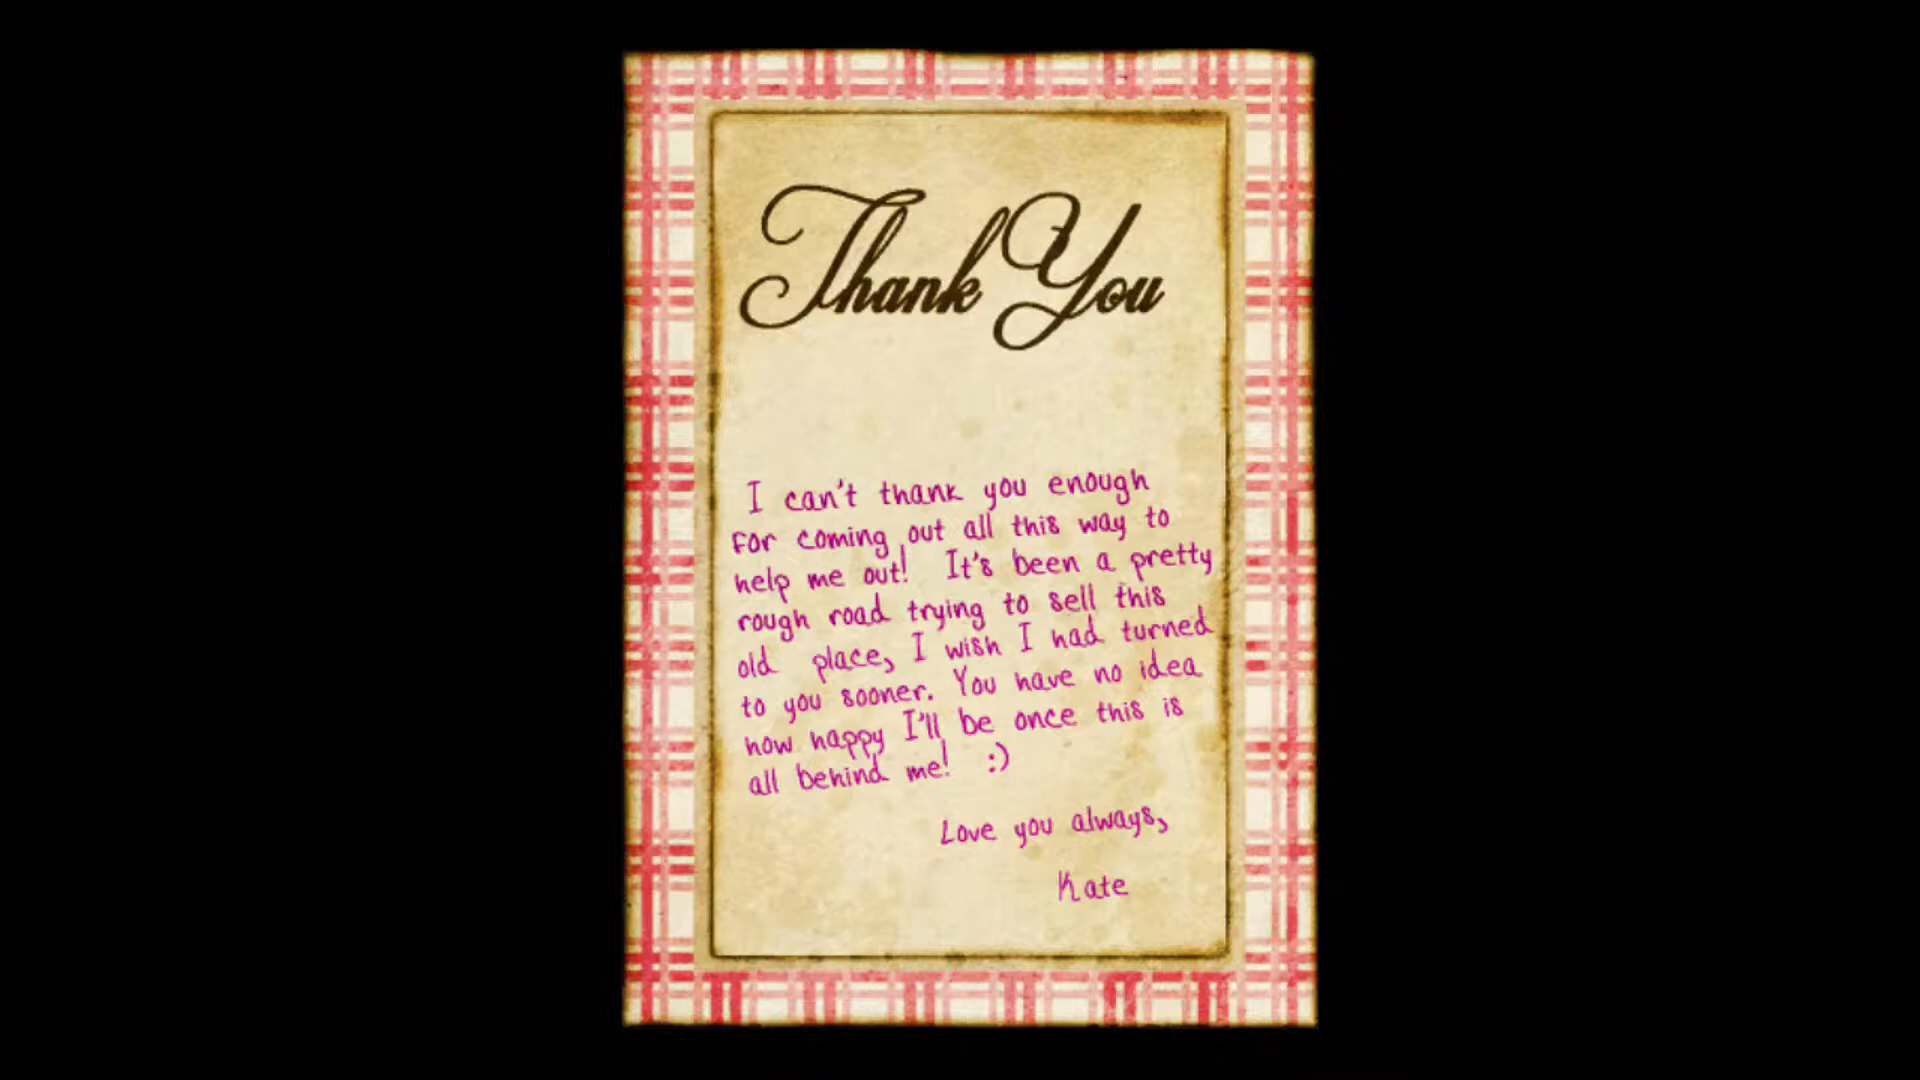 Thank You
I can't thank you enough
for coming out all this way to
help me out! It's been a pretty
rough road trying to sell this
old place, I wish I had turned
to you sooner. You have no idea
how happy I'll be once this is
all behind me! :)
Love you always,
Kate